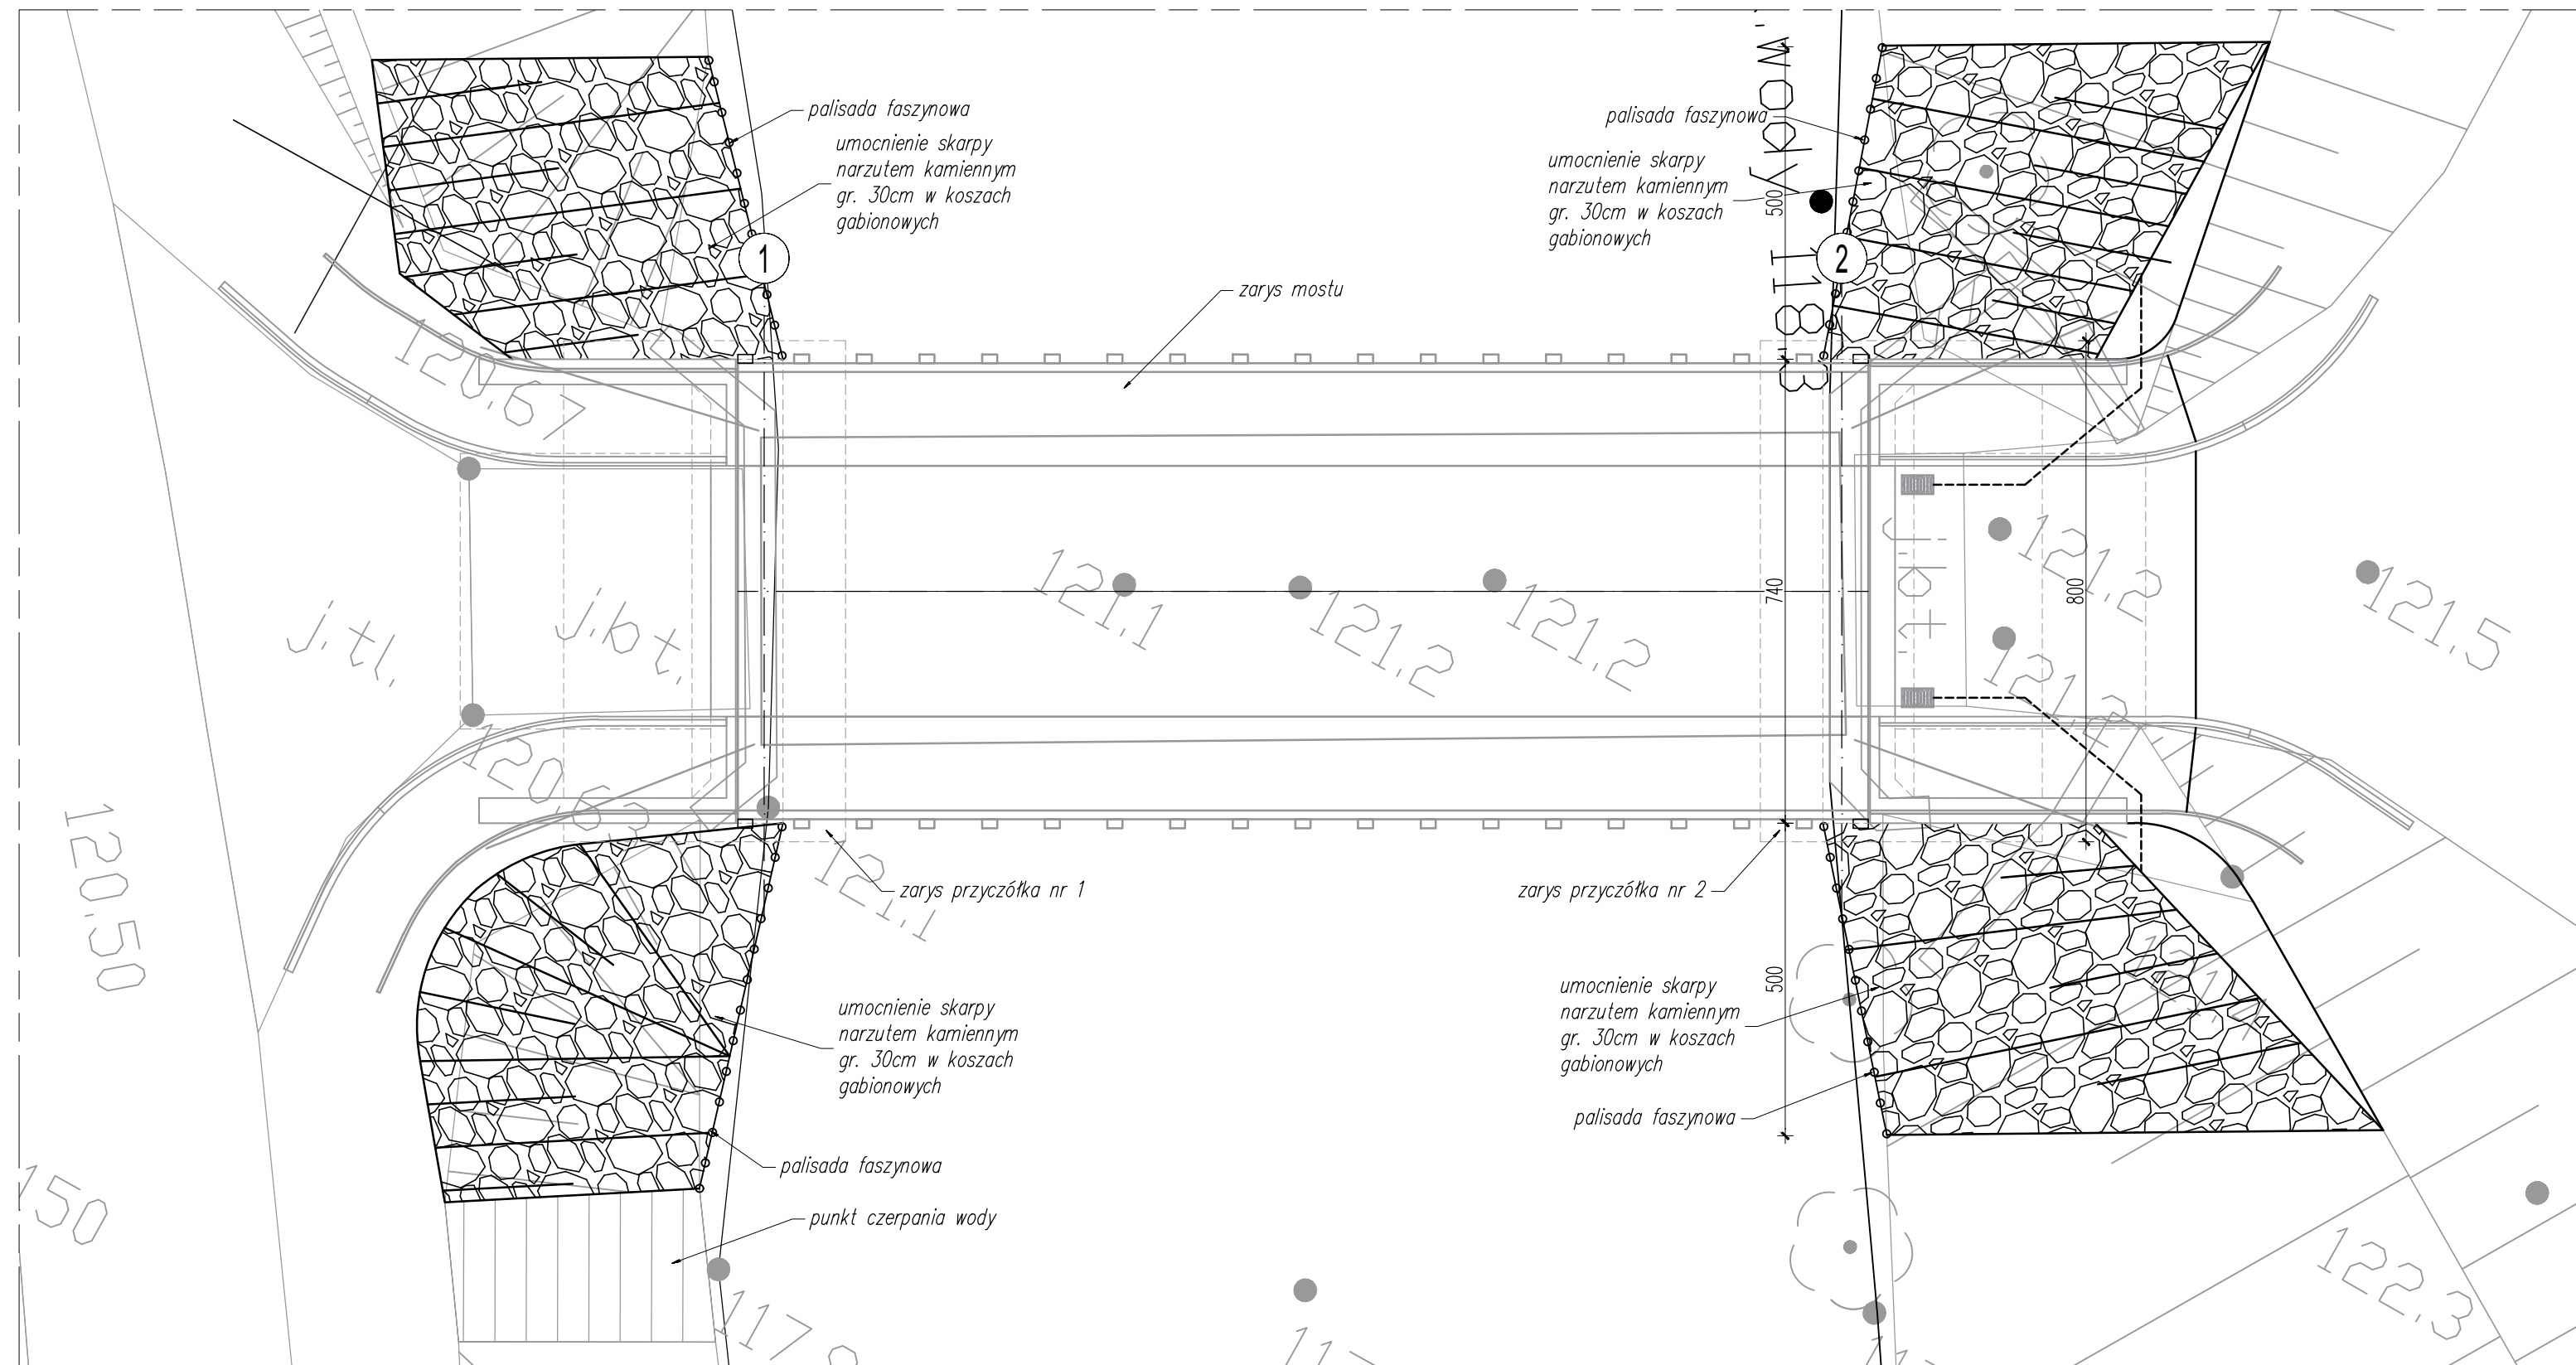 palisada faszynowa
umocnienie skarpy
narzutem kamiennym
gr. 30cm w koszach
gabionowych
1
zarys mostu
palisada faszynowa
umocnienie skarpy
narzutem kamiennym
gr. 30cm w koszach
gabionowych
500
2
120,67
121,1
121,2
121,2
j.bt.
121,2
740
800
121,5
j.tl.
j.bt.
120,63
120,50
121,1
zarys przyczółka nr 1
zarys przyczółka nr 2
umocnienie skarpy
narzutem kamiennym
gr. 30cm w koszach
gabionowych
umocnienie skarpy
narzutem kamiennym
gr. 30cm w koszach
gabionowych
500
palisada faszynowa
palisada faszynowa
punkt czerpania wody
122,3